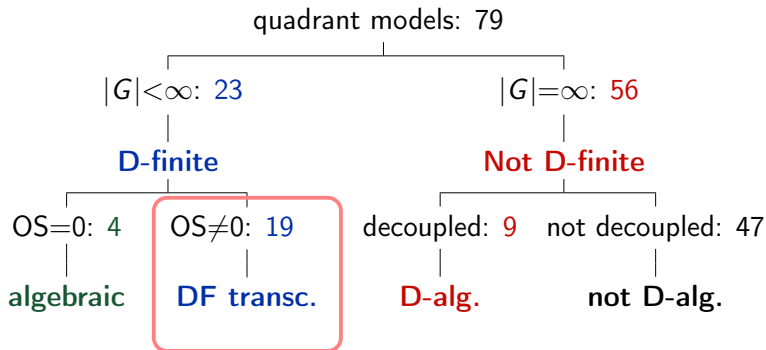 quadrant models: 79
|G|<∞: 23
|G|=∞: 56
D-finite
Not D-finite
OS=0: 4
OS≠0: 19
decoupled: 9
not decoupled: 47
algebraic
DF transc.
D-alg.
not D-alg.